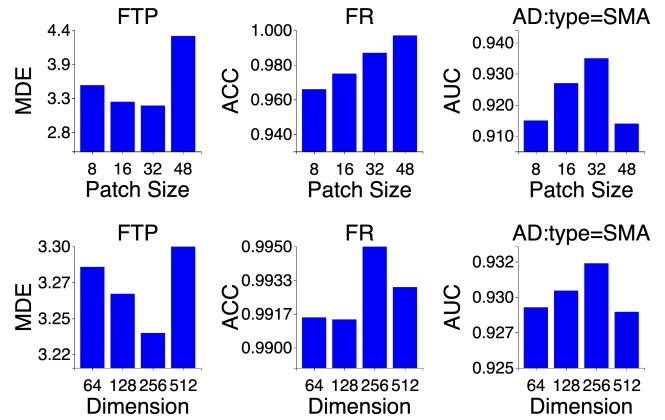 FTP
MDE
4.4
3.9
3.3
2.8
8 16 32 48
Patch Size
FR
ACC
1.000
0.980
0.960
0.940
8 16 32 48
Patch Size
AD:type=SMA
AUC
0.940
0.930
0.920
0.910
8 16 32 48
Patch Size
FTP
MDE
3.30
3.27
3.25
3.22
64 128 256 512
Dimension
FR
ACC
0.9950
0.9933
0.9917
0.9900
64 128 256 512
Dimension
AD:type=SMA
AUC
0.932
0.930
0.927
0.925
64 128 256 512
Dimension